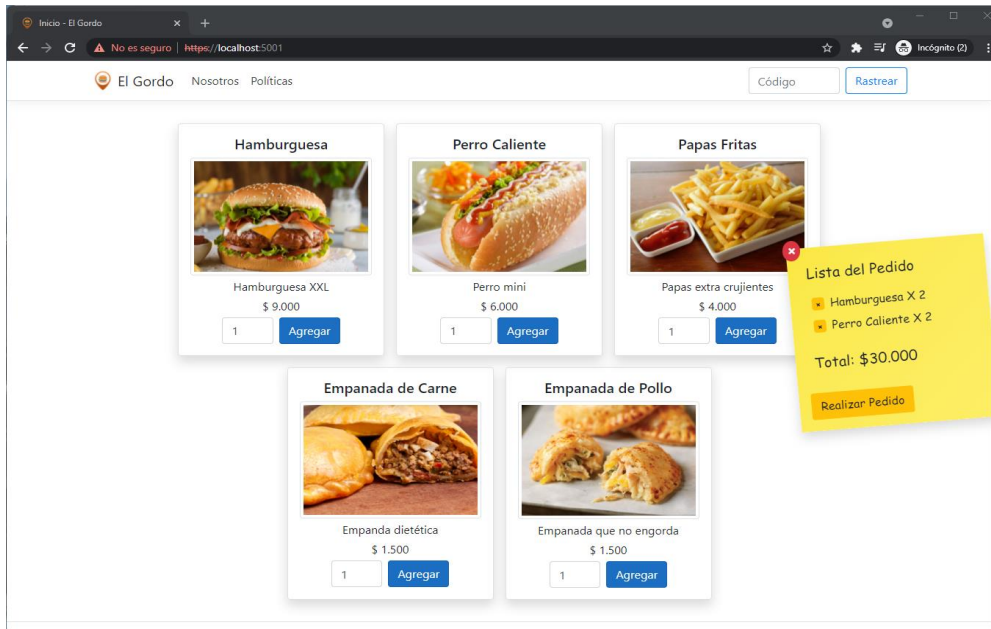 Inicio - El Gordo
No es seguro | https://localhost:5001
Incógnito (2)
El Gordo Nosotros Políticas Código Rastrear
Hamburguesa
Hamburguesa XXL
$ 9.000
1 Agregar
Perro Caliente
Perro mini
$ 6.000
1 Agregar
Papas Fritas
Papas extra crujientes
$ 4.000
1 Agregar
Lista del Pedido
Hamburguesa X 2
Perro Caliente X 2
Total: $30.000
Realizar Pedido
Empanada de Carne
Empanda dietética
$ 1.500
1 Agregar
Empanada de Pollo
Empanada que no engorda
$ 1.500
1 Agregar